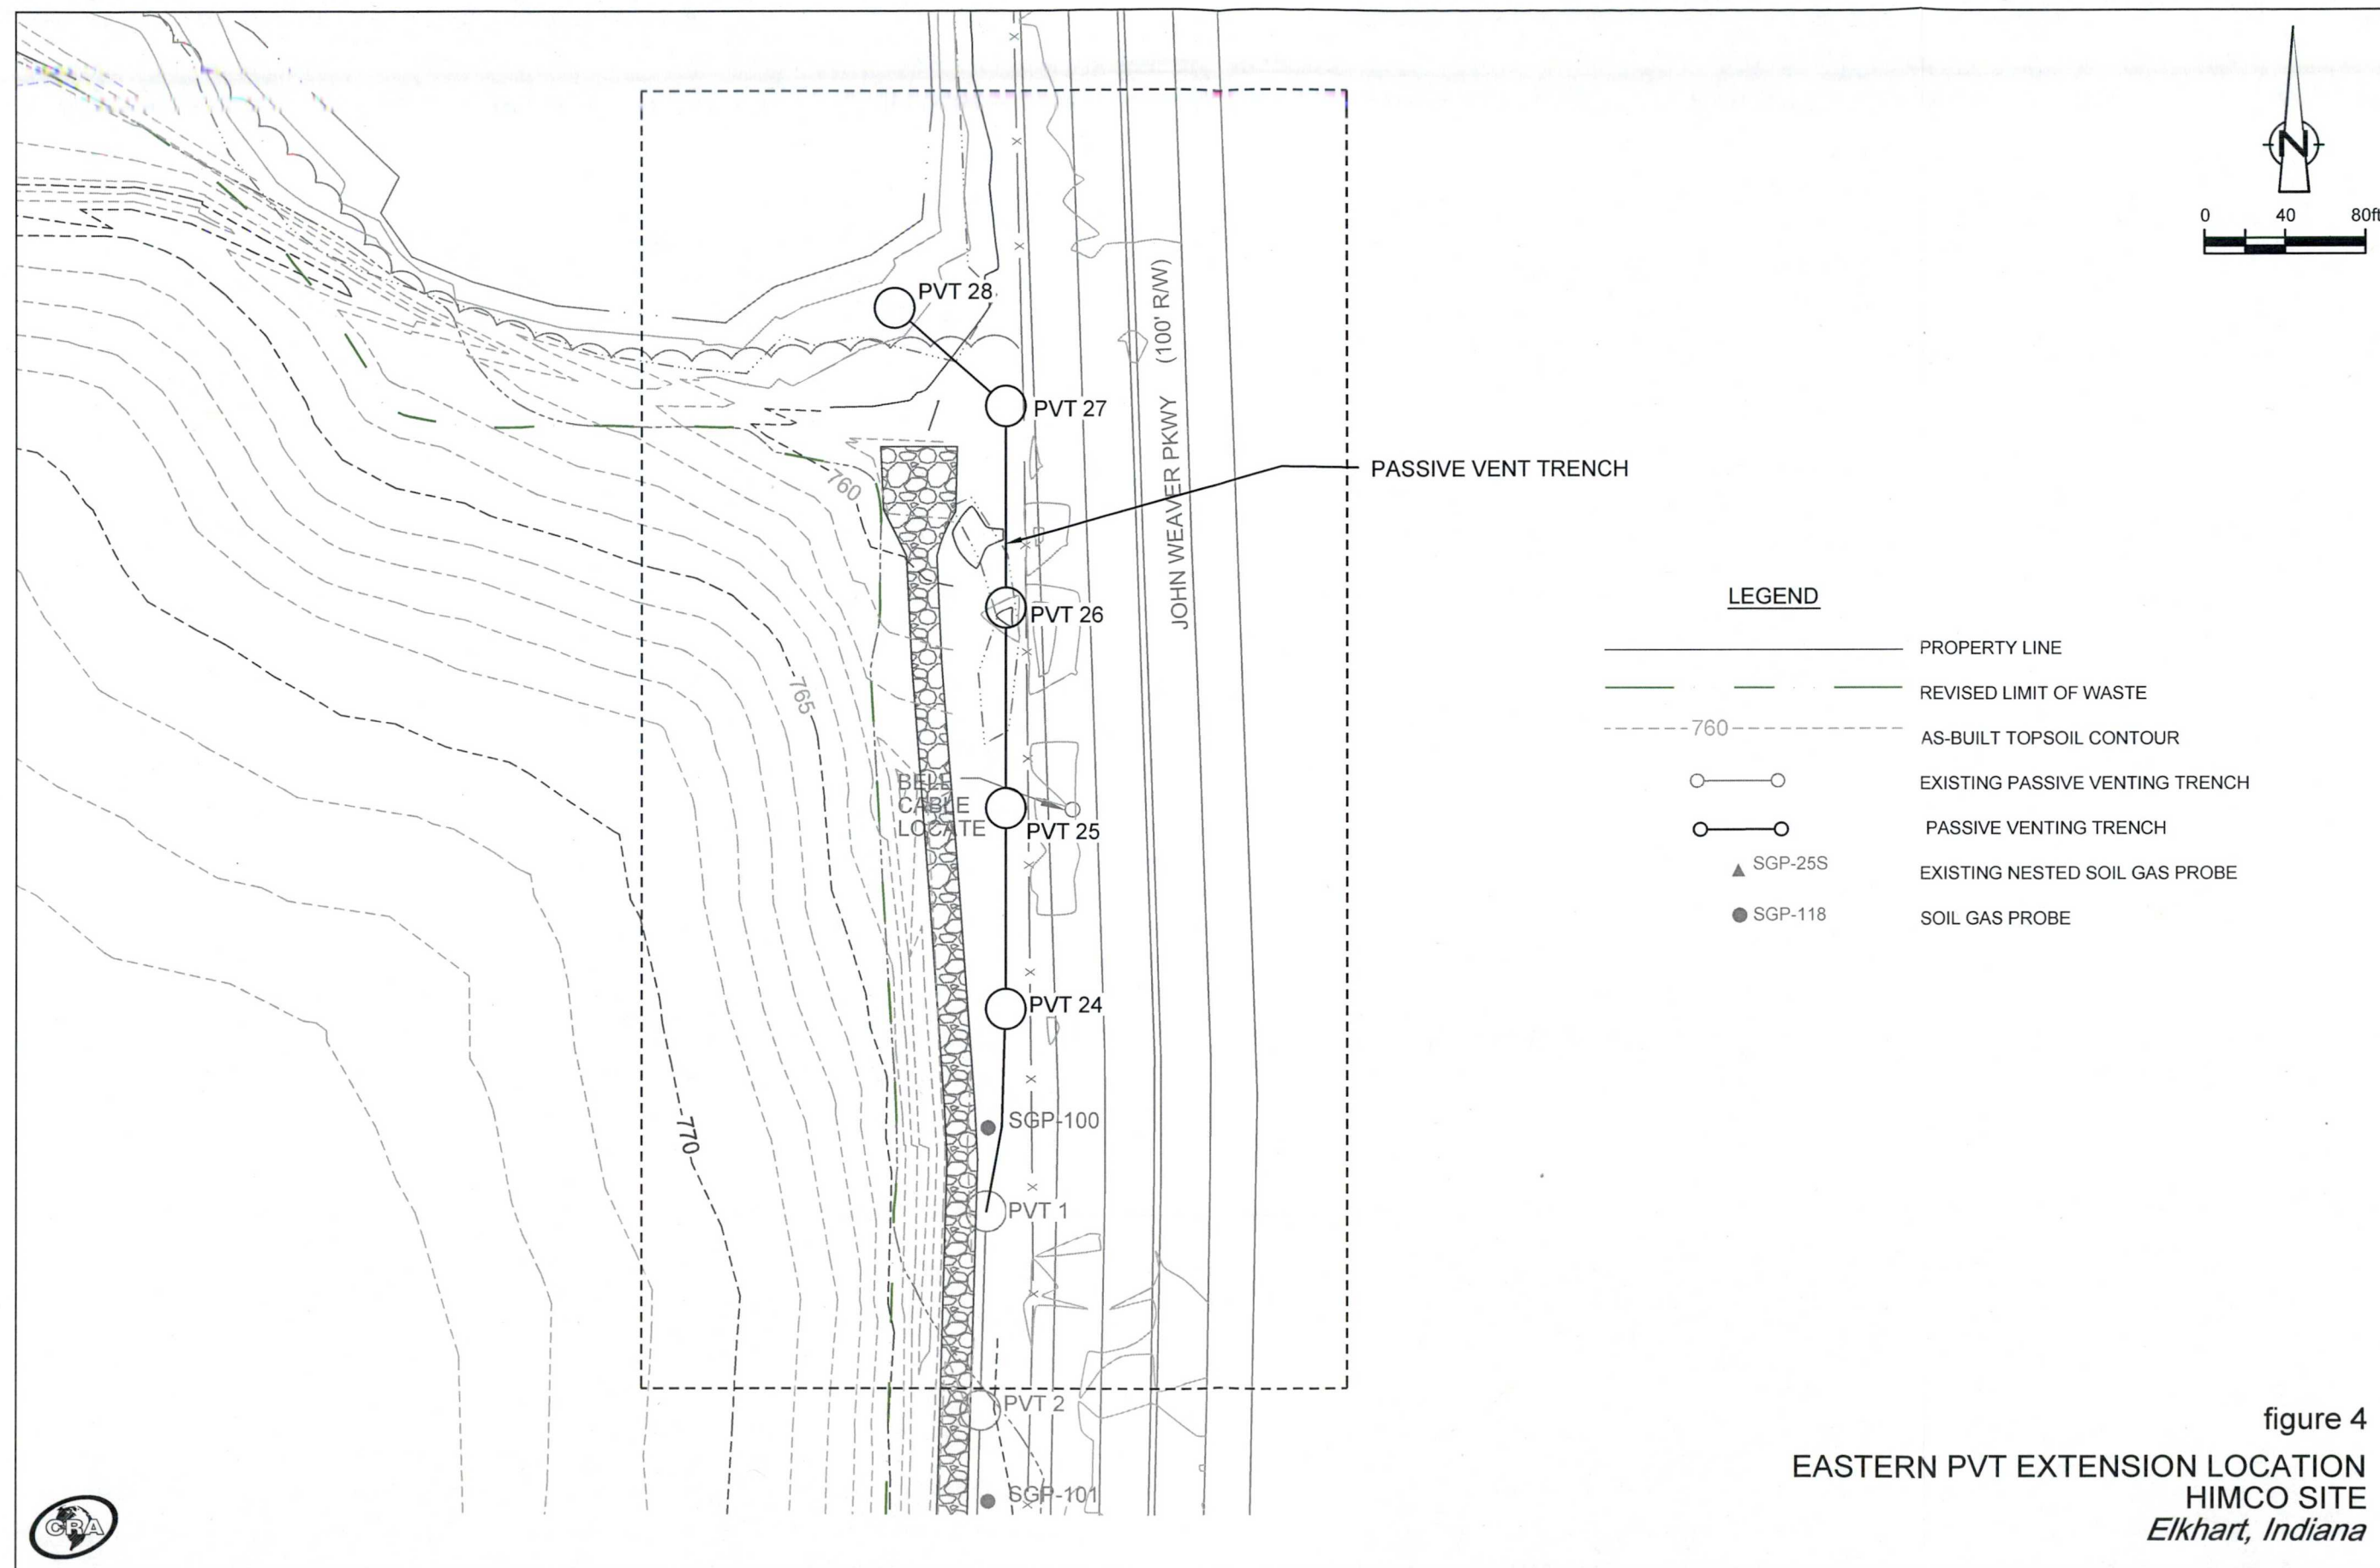 N
0 40 80ft
PVT 28
PVT 27
(100' R/W)
JOHN WEAVER PKWY
PASSIVE VENT TRENCH
760
PVT 26
765
BELL
CABLE
LOCATE
PVT 25
PVT 24
SGP-100
770
PVT 1
PVT 2
SGP-101
LEGEND
PROPERTY LINE
REVISED LIMIT OF WASTE
760 AS-BUILT TOPSOIL CONTOUR
EXISTING PASSIVE VENTING TRENCH
PASSIVE VENTING TRENCH
SGP-25S EXISTING NESTED SOIL GAS PROBE
SGP-118 SOIL GAS PROBE
figure 4
EASTERN PVT EXTENSION LOCATION
HIMCO SITE
Elkhart, Indiana
CRA